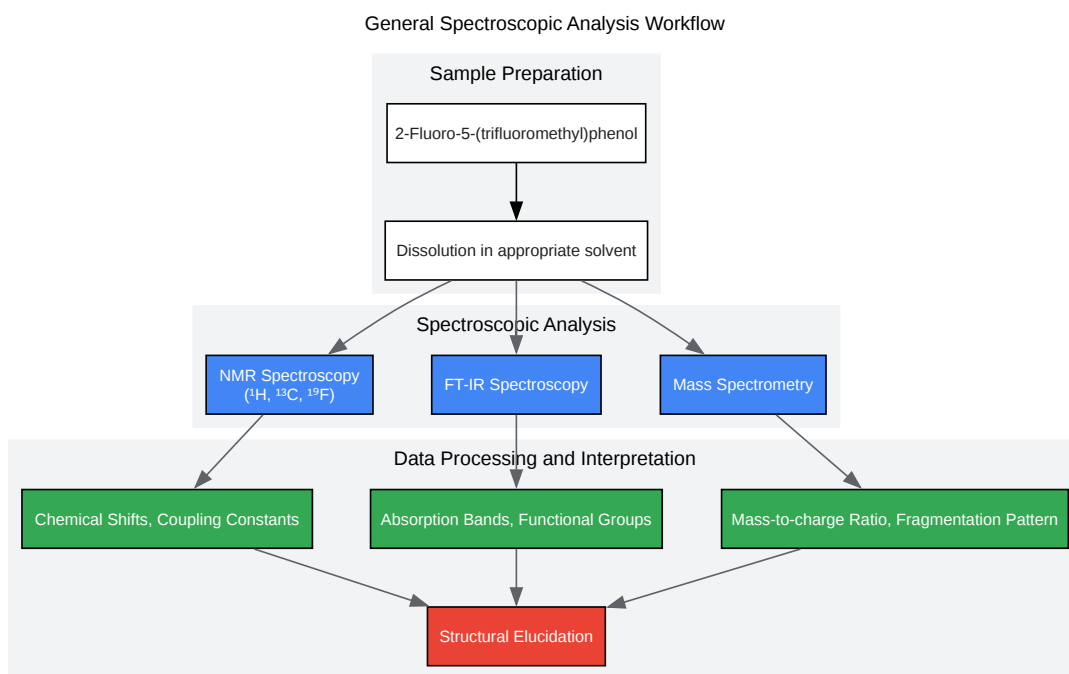 General Spectroscopic Analysis Workflow
Sample Preparation
2-Fluoro-5-(trifluoromethyl)phenol
Dissolution in appropriate solvent
Spectroscopic Analysis
NMR Spectroscopy
(¹H, ¹³C, ¹⁹F)
FT-IR Spectroscopy
Mass Spectrometry
Data Processing and Interpretation
Chemical Shifts, Coupling Constants
Absorption Bands, Functional Groups
Mass-to-charge Ratio, Fragmentation Pattern
Structural Elucidation